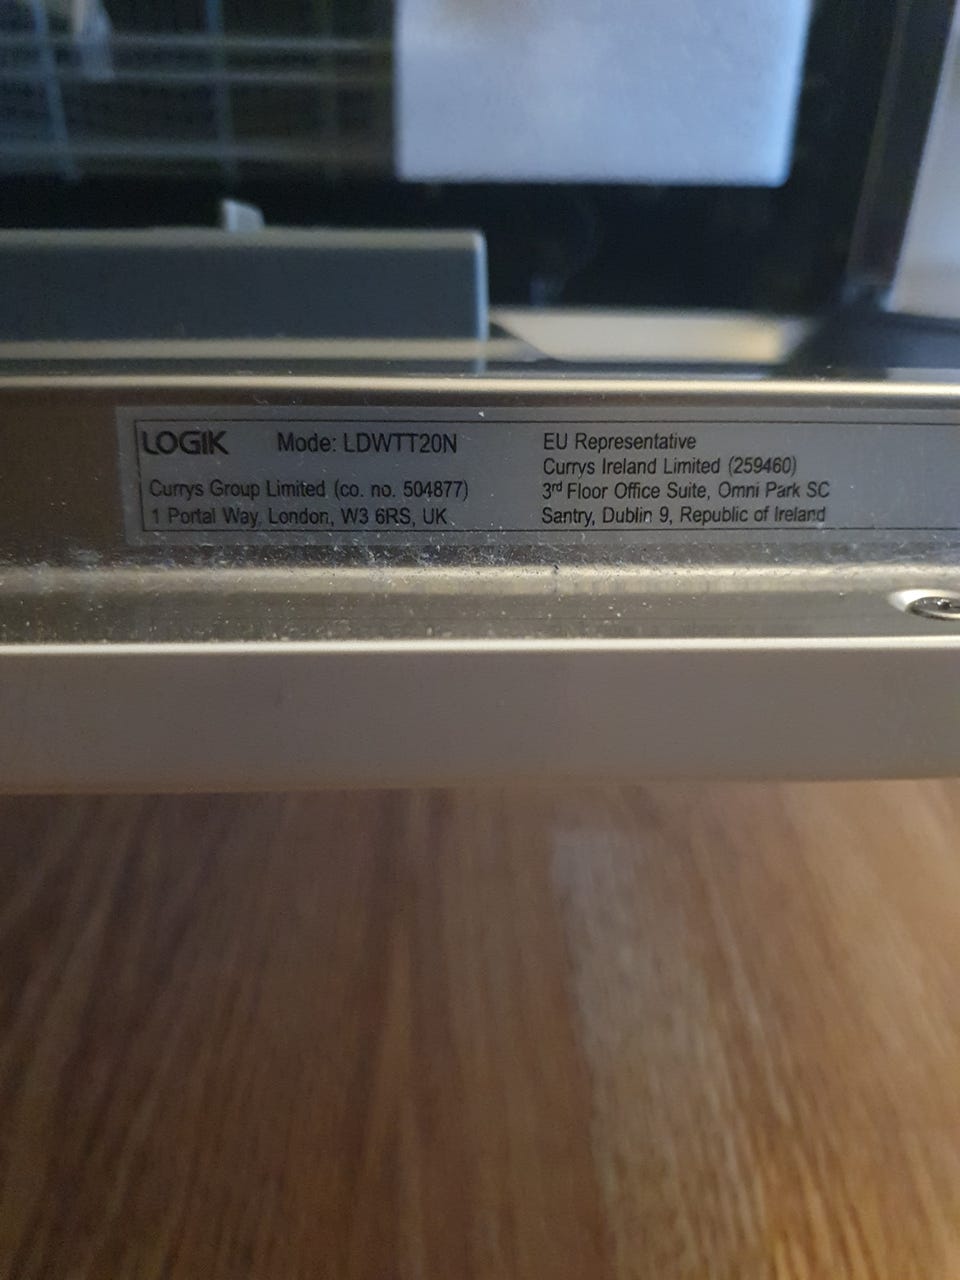 LOGIK Mode: LDWTT20N
Currys Group Limited (co. no. 504877)
1 Portal Way, London, W3 6RS, UK
EU Representative
Currys Ireland Limited (259460)
3rd Floor Office Suite, Omni Park SC
Santry, Dublin 9, Republic of Ireland